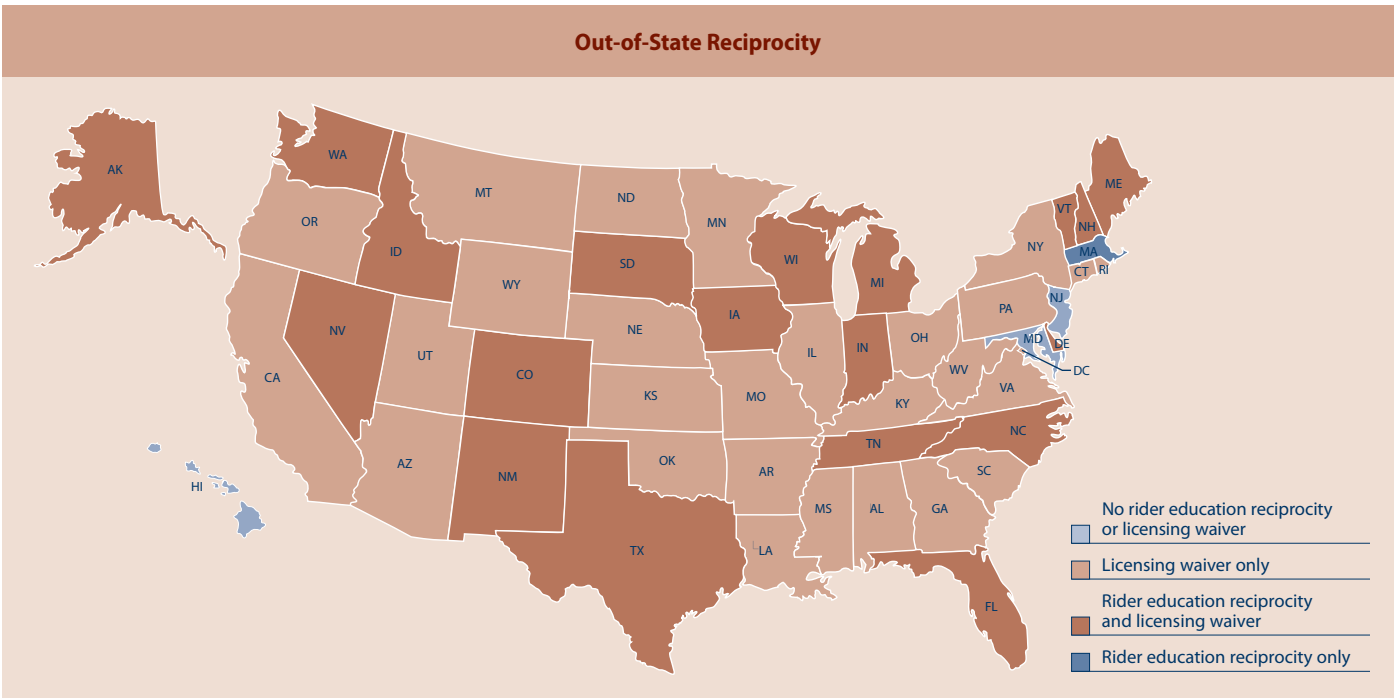 Out-of-State Reciprocity
AK
WA
MT
ND
MN
ME
VT
NH
OR
ID
SD
WI
NY
MA
CT
RI
WY
MI
NV
UT
NE
IA
PA
NJ
IL
IN
OH
MD
DE
CO
WV
DC
CA
KS
MO
VA
KY
AZ
NM
OK
AR
TN
NC
SC
HI
MS
AL
GA
TX
LA
FL
No rider education reciprocity
or licensing waiver
Licensing waiver only
Rider education reciprocity
and licensing waiver
Rider education reciprocity only